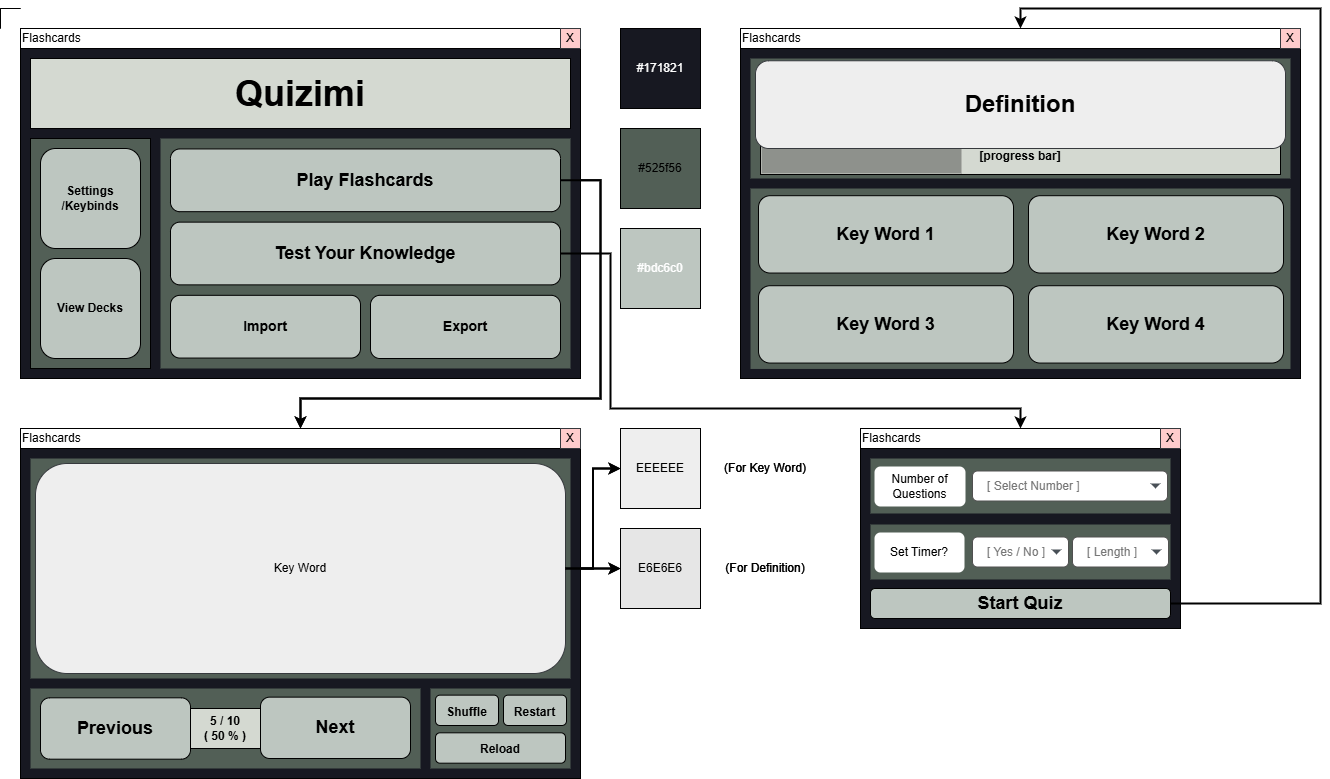 Flashcards
X
Quizimi
Settings
/Keybinds
View Decks
Play Flashcards
Test Your Knowledge
Import
Export
#171821
#525f56
#bdc6c0
Flashcards
X
Definition
[progress bar]
Key Word 1
Key Word 2
Key Word 3
Key Word 4
Flashcards
X
Key Word
Previous
5 / 10
( 50 % )
Next
Shuffle
Restart
Reload
EEEEEE
(For Key Word)
E6E6E6
(For Definition)
Flashcards
X
Number of
Questions
[ Select Number ]
Set Timer?
[ Yes / No ]
[ Length ]
Start Quiz